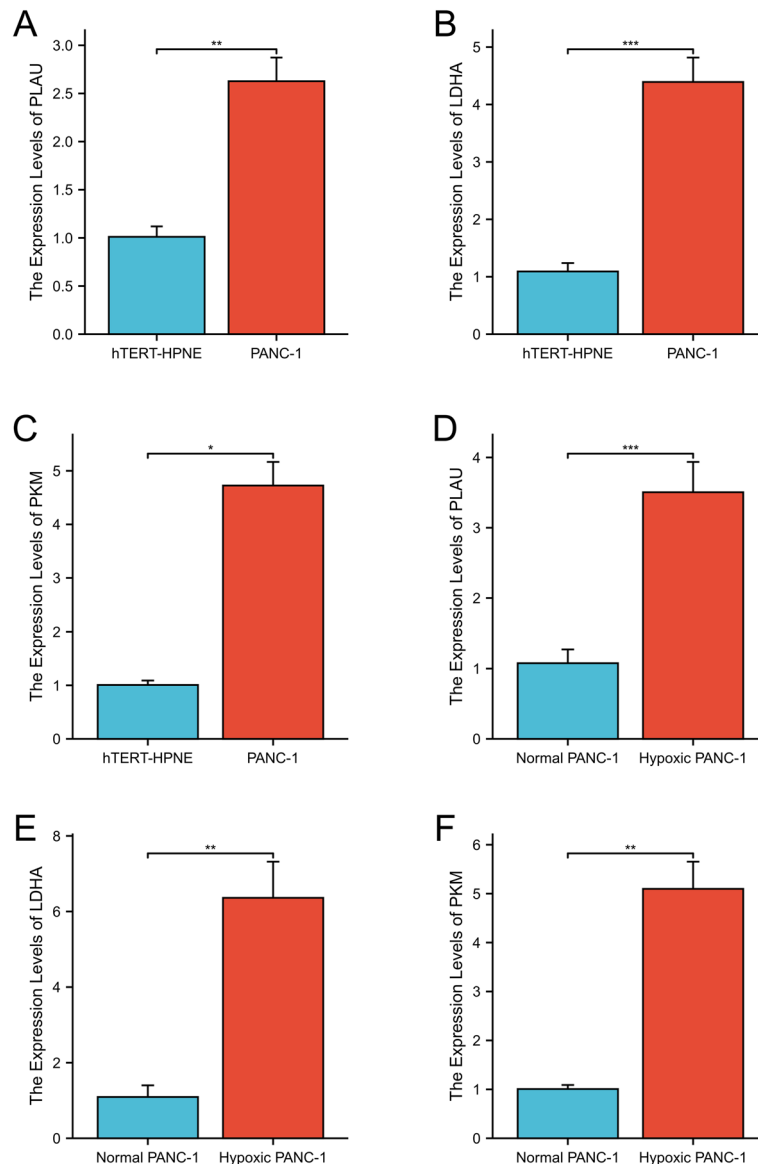 A
The Expression Levels of PLAU
3.0
2.5
2.0
1.5
1.0
0.5
0.0
**
hTERT-HPNE PANC-1
B
The Expression Levels of LDHA
5
4
3
2
1
0
***
hTERT-HPNE PANC-1
C
The Expression Levels of PKM
5
4
3
2
1
0
*
hTERT-HPNE PANC-1
D
The Expression Levels of PLAU
4
3
2
1
0
***
Normal PANC-1 Hypoxic PANC-1
E
The Expression Levels of LDHA
8
6
4
2
0
**
Normal PANC-1 Hypoxic PANC-1
F
The Expression Levels of PKM
6
5
4
3
2
1
0
**
Normal PANC-1 Hypoxic PANC-1